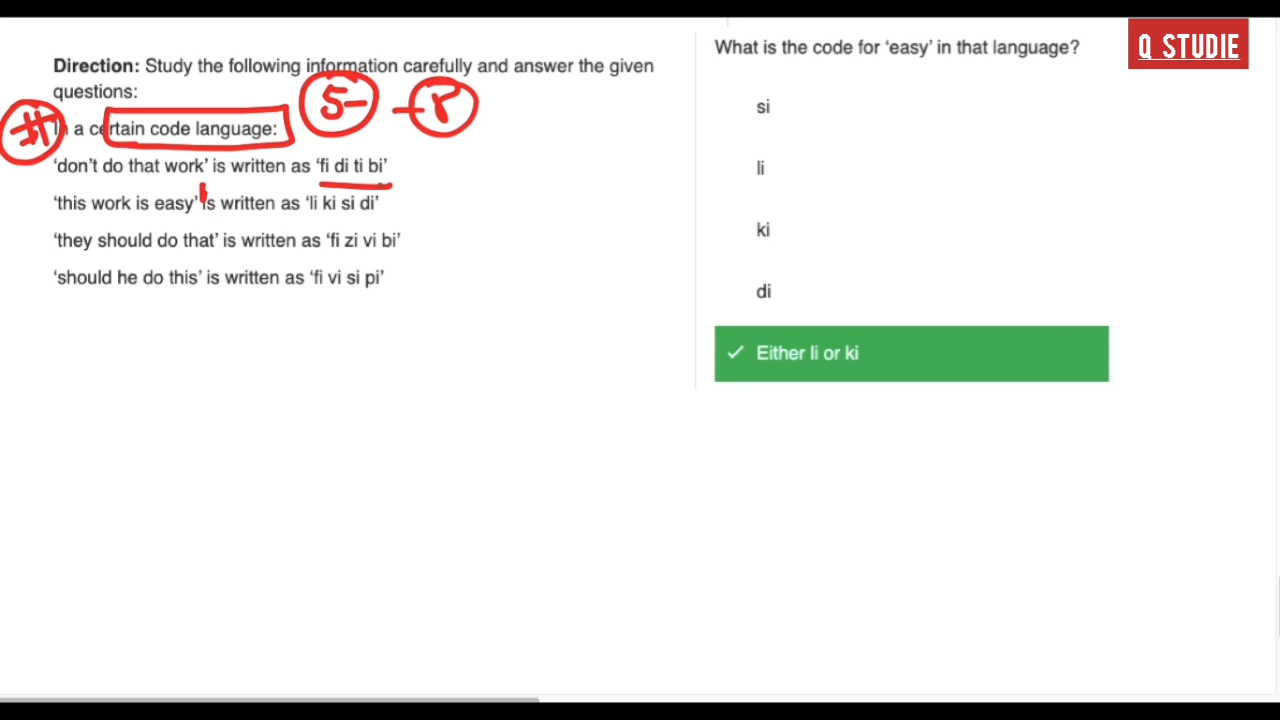 Q STUDIE
Direction: Study the following information carefully and answer the given
questions:
In a certain code language:
5-
‘don’t do that work’ is written as ‘fi di ti bi’
‘this work is easy’ is written as ‘li ki si di’
‘they should do that’ is written as ‘fi zi vi bi’
‘should he do this’ is written as ‘fi vi si pi’
What is the code for ‘easy’ in that language?
si
li
ki
di
✓ Either li or ki